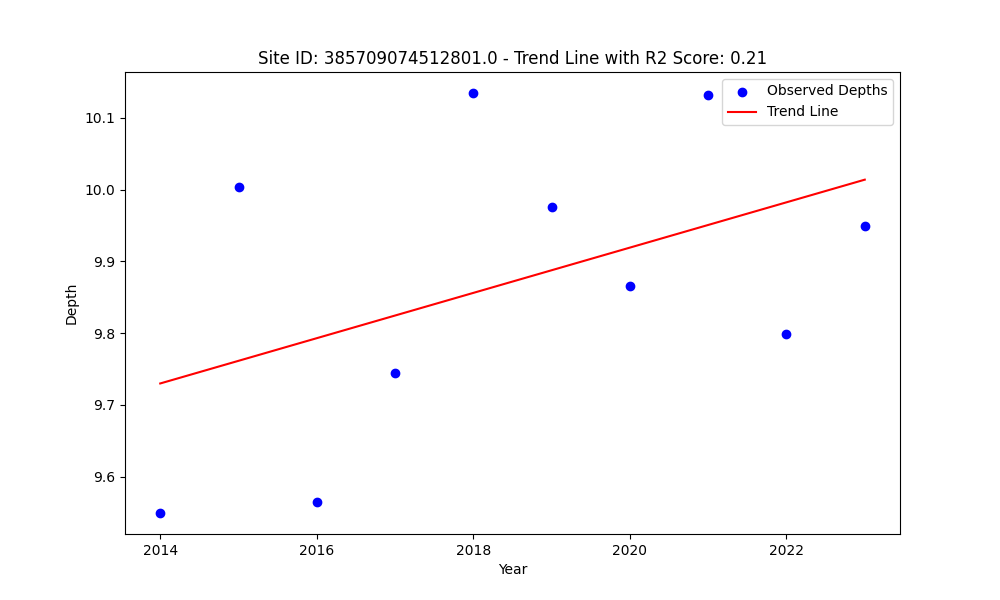 Site ID: 385709074512801.0 - Trend Line with R2 Score: 0.21
Observed Depths
Trend Line
10.1
10.0
9.9
9.8
9.7
9.6
Depth
2014
2016
2018
2020
2022
Year